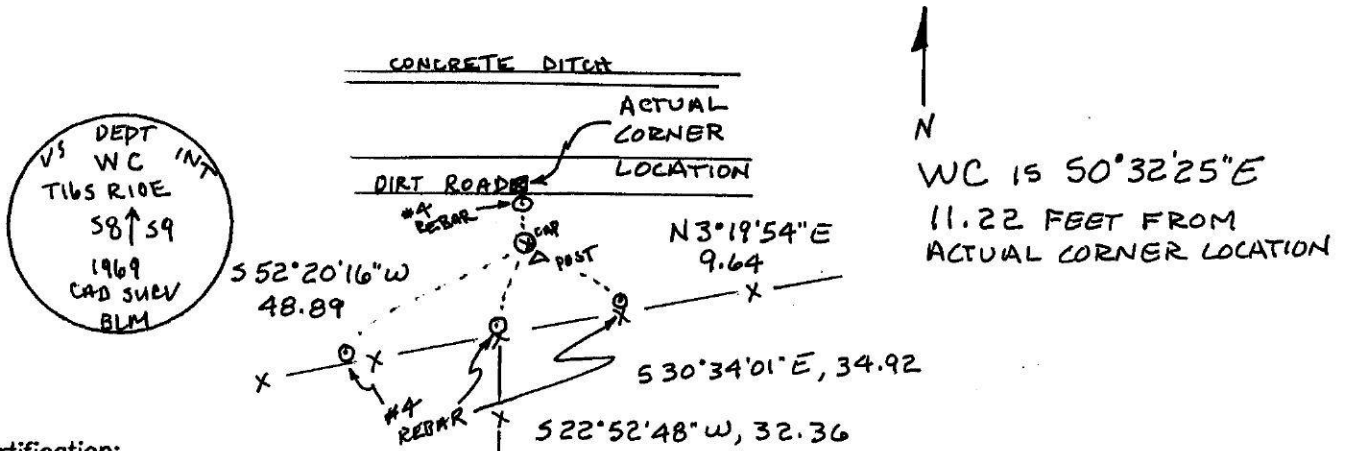 CONCRETE DITCH
ACTUAL
CORNER
LOCATION
DIRT ROAD
#4
REBAR
CAP
POST
N 3°19'54"E
9.64
US DEPT INT
WC
T16S R10E
S8 S9
1969
CAD SURV
BLM
S 52°20'16"W
48.89
#4
REBAR
S 30°34'01"E, 34.92
S 22°52'48"W, 32.36
N
WC IS S0°32'25"E
11.22 FEET FROM
ACTUAL CORNER LOCATION
X
X
X
X
X
X